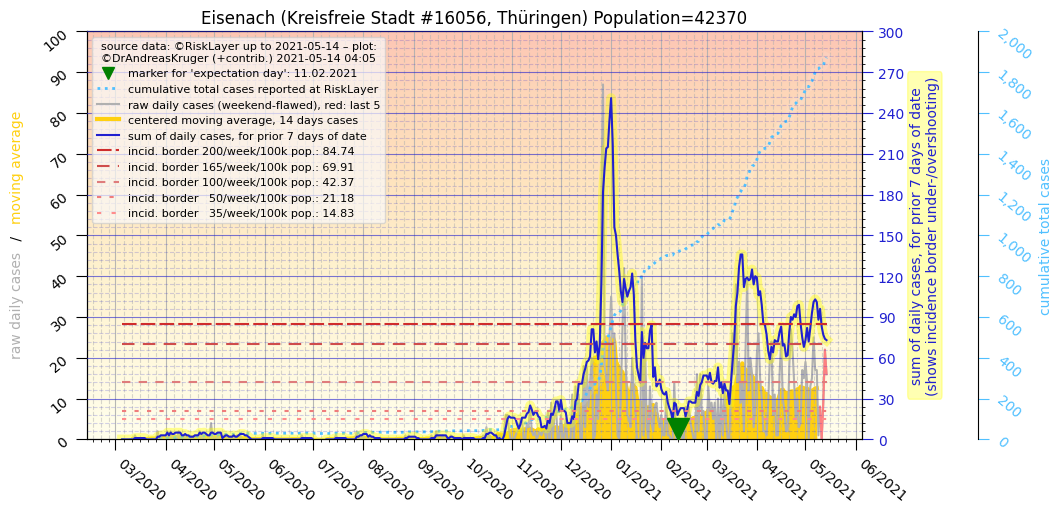 Eisenach (Kreisfreie Stadt #16056, Thüringen) Population=42370
source data: ©RiskLayer up to 2021-05-14 – plot:
©DrAndreasKruger (+contrib.) 2021-05-14 04:05
marker for 'expectation day': 11.02.2021
cumulative total cases reported at RiskLayer
raw daily cases (weekend-flawed), red: last 5
centered moving average, 14 days cases
sum of daily cases, for prior 7 days of date
incid. border 200/week/100k pop.: 84.74
incid. border 165/week/100k pop.: 69.91
incid. border 100/week/100k pop.: 42.37
incid. border   50/week/100k pop.: 21.18
incid. border   35/week/100k pop.: 14.83
raw daily cases / moving average
100
90
80
70
60
50
40
30
20
10
0
03/2020
04/2020
05/2020
06/2020
07/2020
08/2020
09/2020
10/2020
11/2020
12/2020
01/2021
02/2021
03/2021
04/2021
05/2021
06/2021
300
270
240
210
180
150
120
90
60
30
0
sum of daily cases, for prior 7 days of date
(shows incidence border under-/overshooting)
2,000
1,800
1,600
1,400
1,200
1,000
800
600
400
200
0
cumulative total cases